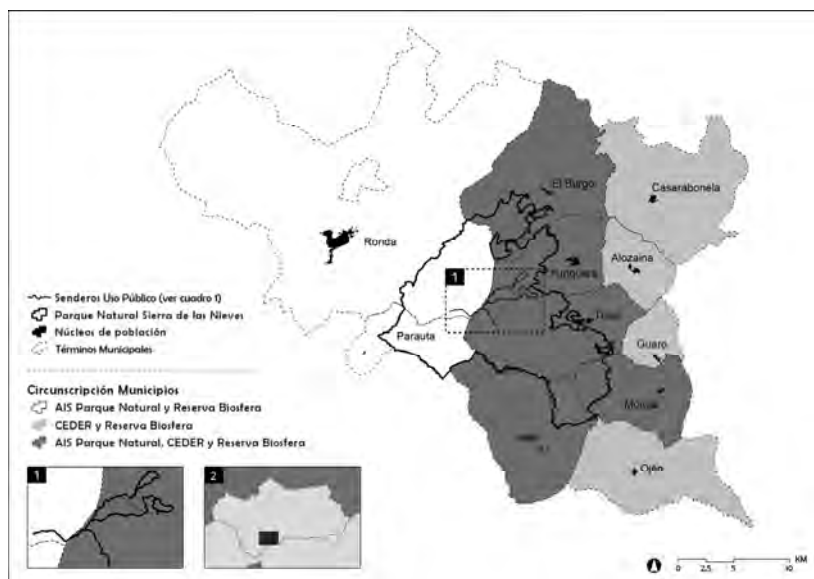 El Burgo
Casarabonela
Ronda
Alozaina
1
Yunquera
Tolox
Parauta
Guaro
Monda
Ojén
Senderos Uso Público (ver cuadro 1)
Parque Natural Sierra de las Nieves
Núcleos de población
Términos Municipales
Circunscripción Municipios
AIS Parque Natural y Reserva Biosfera
CEDER y Reserva Biosfera
AIS Parque Natural, CEDER y Reserva Biosfera
1
2
KM
0 2,5 5 10